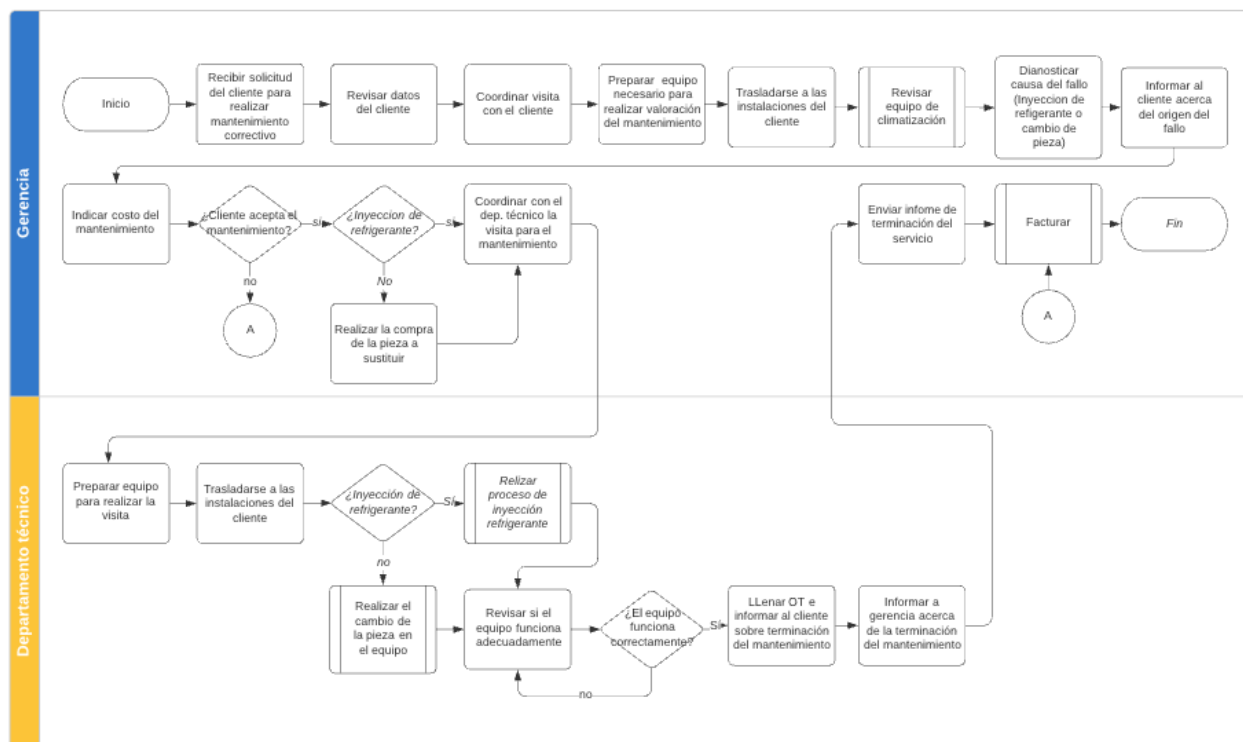 Gerencia
Inicio
Recibir solicitud
del cliente para
realizar
mantenimiento
correctivo
Revisar datos
del cliente
Coordinar visita
con el cliente
Preparar equipo
necesario para
realizar valoración
del mantenimiento
Trasladarse a las
instalaciones del
cliente
Revisar
equipo de
climatización
Dianosticar
causa del fallo
(Inyeccion de
refigerante o
cambio de
pieza)
Informar al
cliente acerca
del origen del
fallo
Indicar costo del
mantenimiento
¿Cliente acepta el
mantenimiento?
sí
no
A
¿Inyeccion de
refrigerante?
sí
No
Realizar la compra
de la pieza a
sustituir
Coordinar con el
dep. técnico la
visita para el
mantenimiento
Enviar infome de
terminación del
servicio
Facturar
Fin
A
Departamento técnico
Preparar equipo
para realizar la
visita
Trasladarse a las
instalaciones del
cliente
¿Inyección de
refrigerante?
Sí
no
Relizar
proceso de
inyección
refrigerante
Realizar el
cambio de
la pieza en
el equipo
Revisar si el
equipo funciona
adecuadamente
¿El equipo
funciona
correctamente?
Sí
no
LLenar OT e
informar al cliente
sobre terminación
del mantenimiento
Informar a
gerencia acerca
de la terminación
del mantenimiento